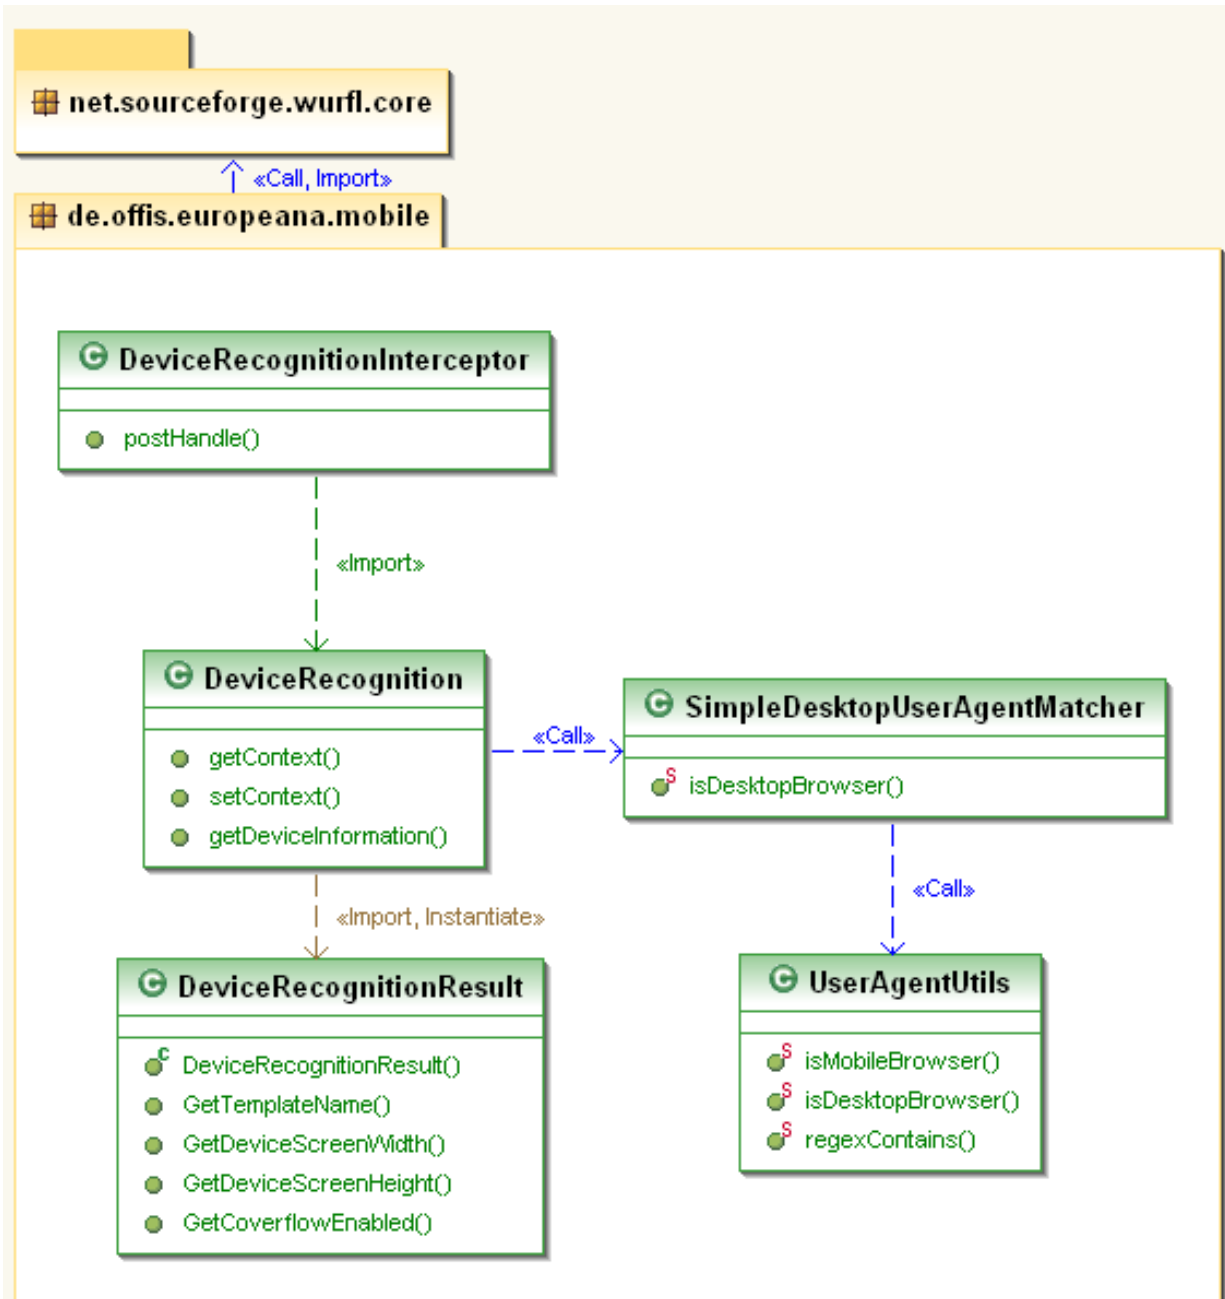 net.sourceforge.wurfl.core
«Call, Import»
de.offis.europeana.mobile
DeviceRecognitionInterceptor
postHandle()
«Import»
DeviceRecognition
getContext()
setContext()
getDeviceInformation()
«Call»
SimpleDesktopUserAgentMatcher
isDesktopBrowser()
«Import, Instantiate»
«Call»
DeviceRecognitionResult
DeviceRecognitionResult()
GetTemplateName()
GetDeviceScreenWidth()
GetDeviceScreenHeight()
GetCoverflowEnabled()
UserAgentUtils
isMobileBrowser()
isDesktopBrowser()
regexContains()